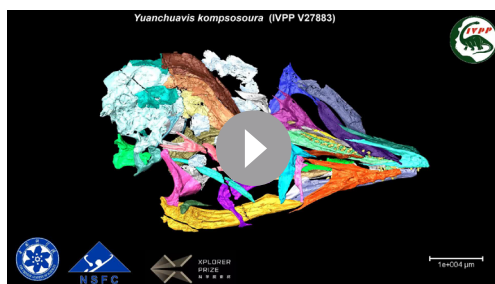 Yuanchuavis kompsosoura (IVPP V27883)
IVPP
NSFC
XPLORER
PRIZE
1e+004 μm